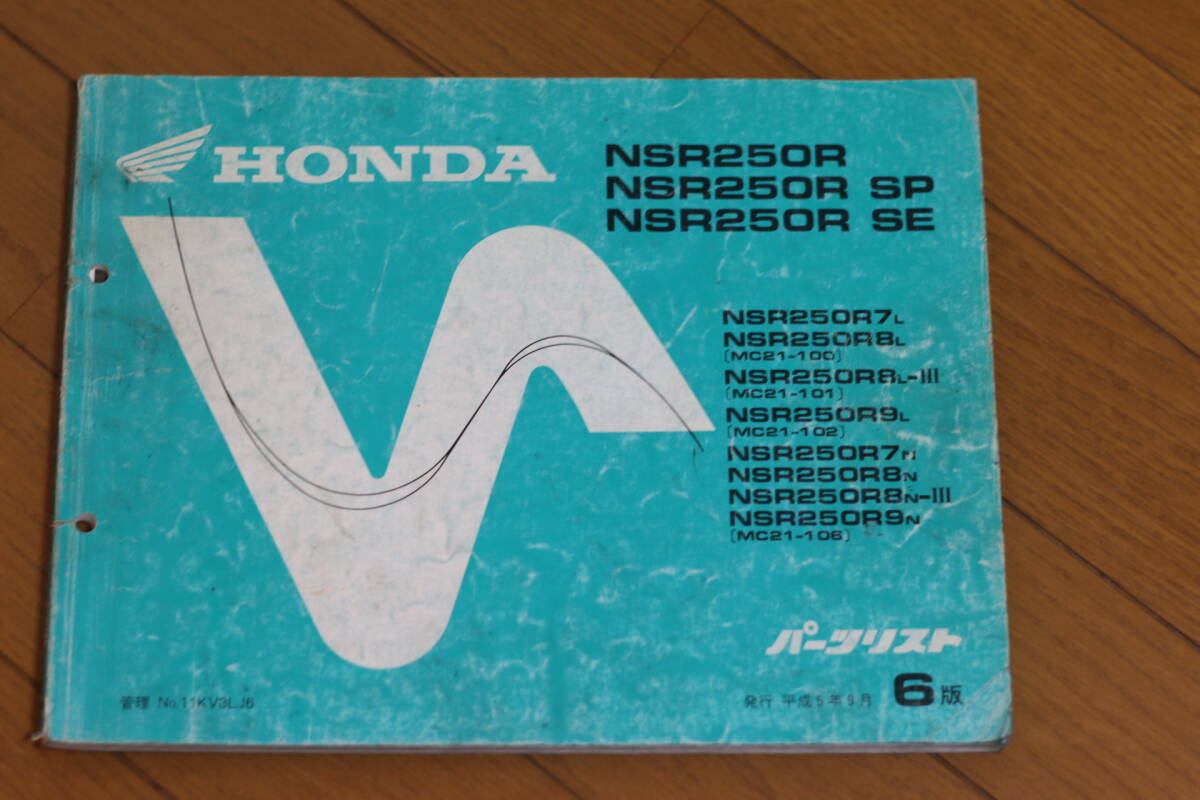 HONDA
NSR250R
NSR250R SP
NSR250R SE
NSR250R7L
NSR250R8L
(MC21-100)
NSR250R8L-III
(MC21-101)
NSR250R9L
(MC21-102)
NSR250R7N
NSR250R8N
NSR250R8N-III
NSR250R9N
(MC21-106)
パーツリスト
管理 No.11KV3LJ6
発行 平成5年8月 6版